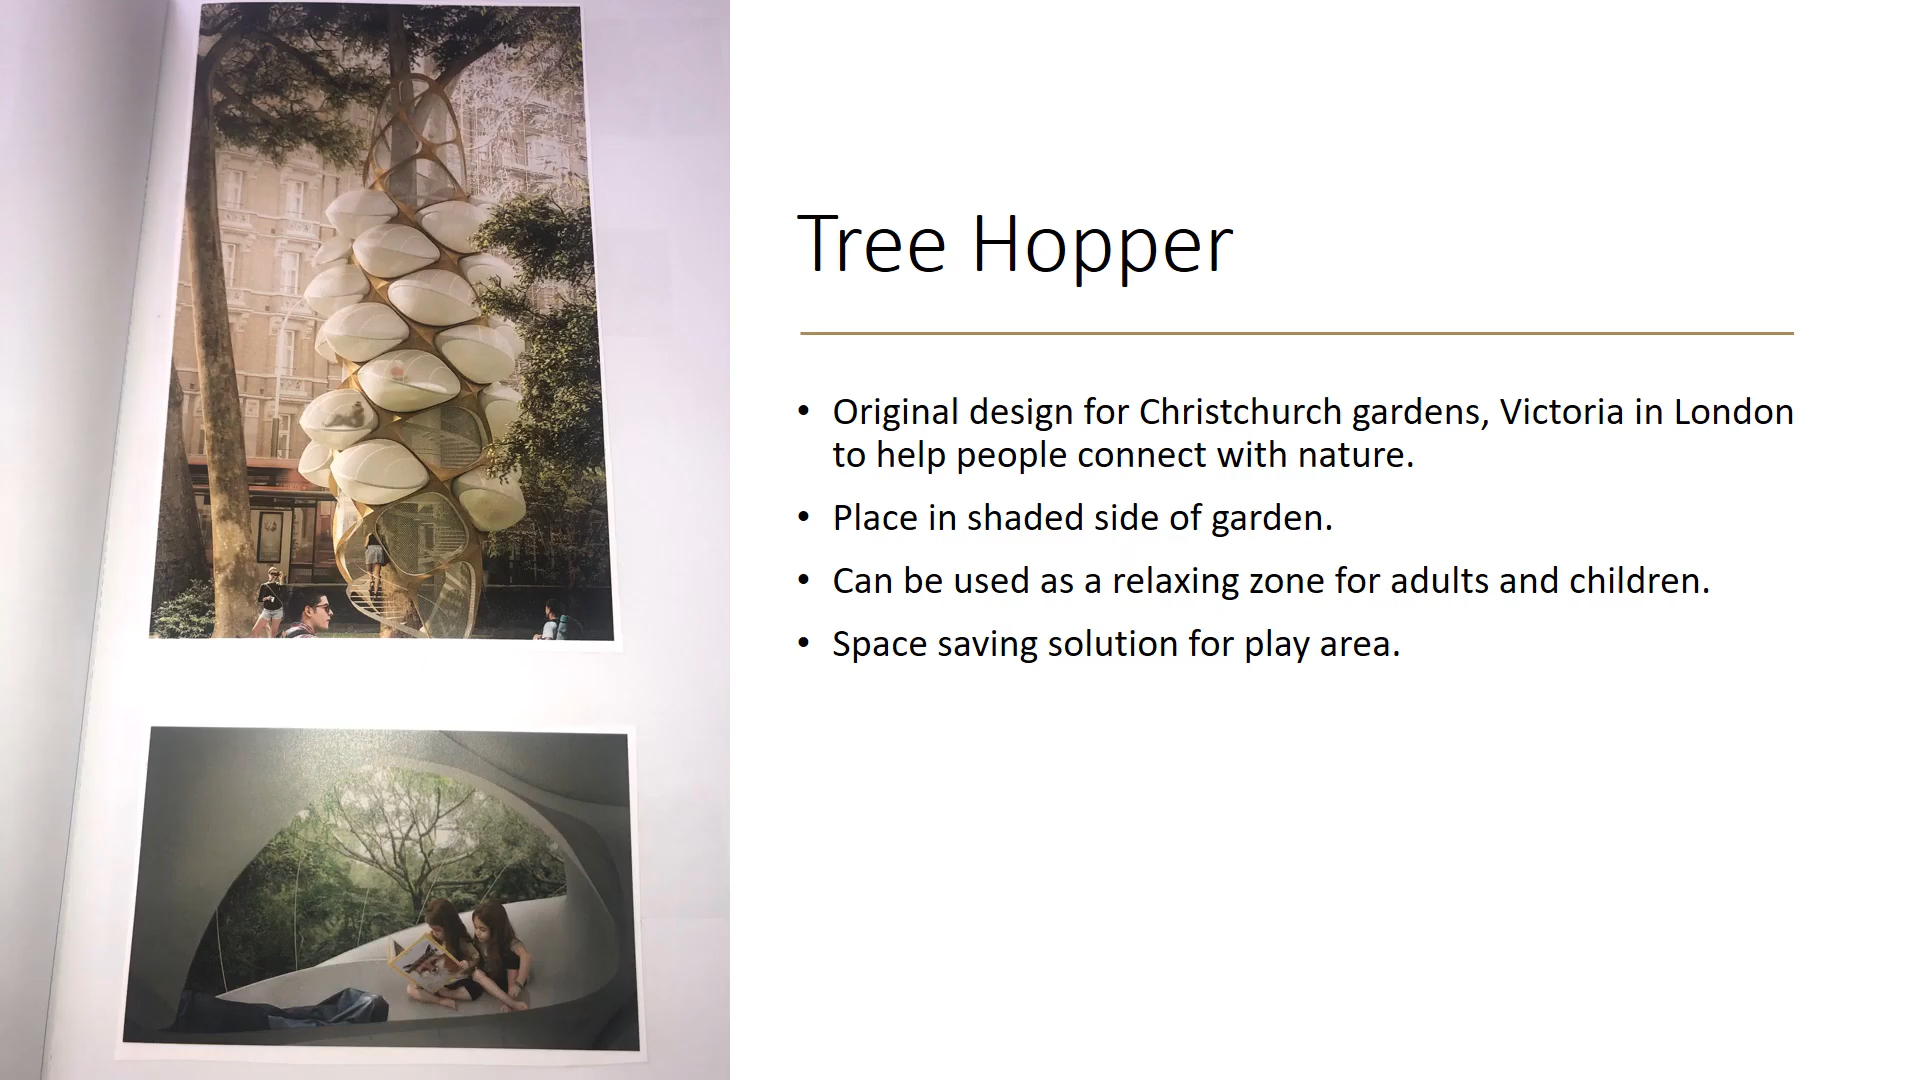 Tree Hopper
• Original design for Christchurch gardens, Victoria in London
to help people connect with nature.
• Place in shaded side of garden.
• Can be used as a relaxing zone for adults and children.
• Space saving solution for play area.